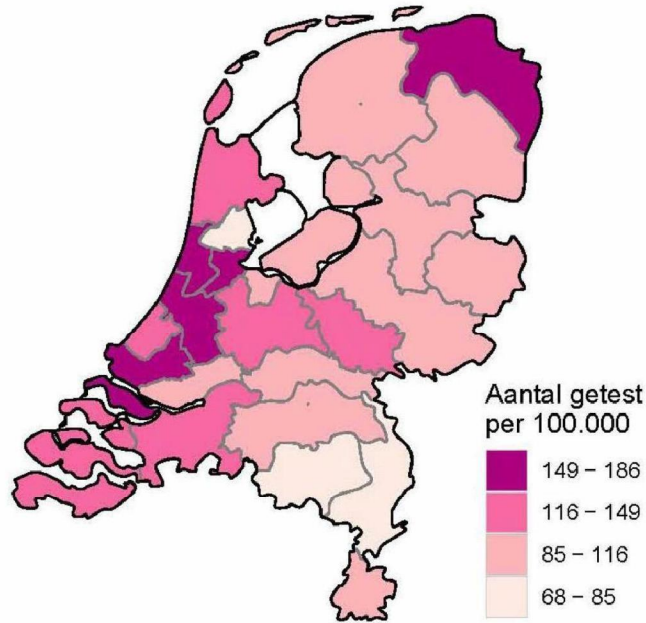 Aantal getest
per 100.000
149 – 186
116 – 149
85 – 116
68 – 85